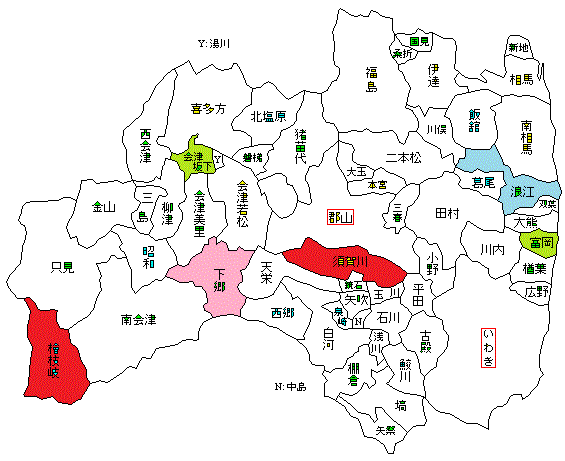 Y: 湯川
国見
桑折
新地
相馬
福島
伊達
喜多方
北塩原
飯舘
南相馬
川俣
猪苗代
西会津
会津
坂下
Y
磐梯
二本松
大玉
本宮
葛尾
浪江
双葉
大熊
金山
三島
柳津
会津美里
会津若松
郡山
三春
田村
富岡
川内
楢葉
広野
只見
昭和
下郷
天栄
須賀川
小野
鏡石
矢吹
玉川
平田
泉崎
N
石川
西郷
白河
浅川
古殿
いわき
南会津
檜枝岐
棚倉
鮫川
塙
矢祭
N: 中島